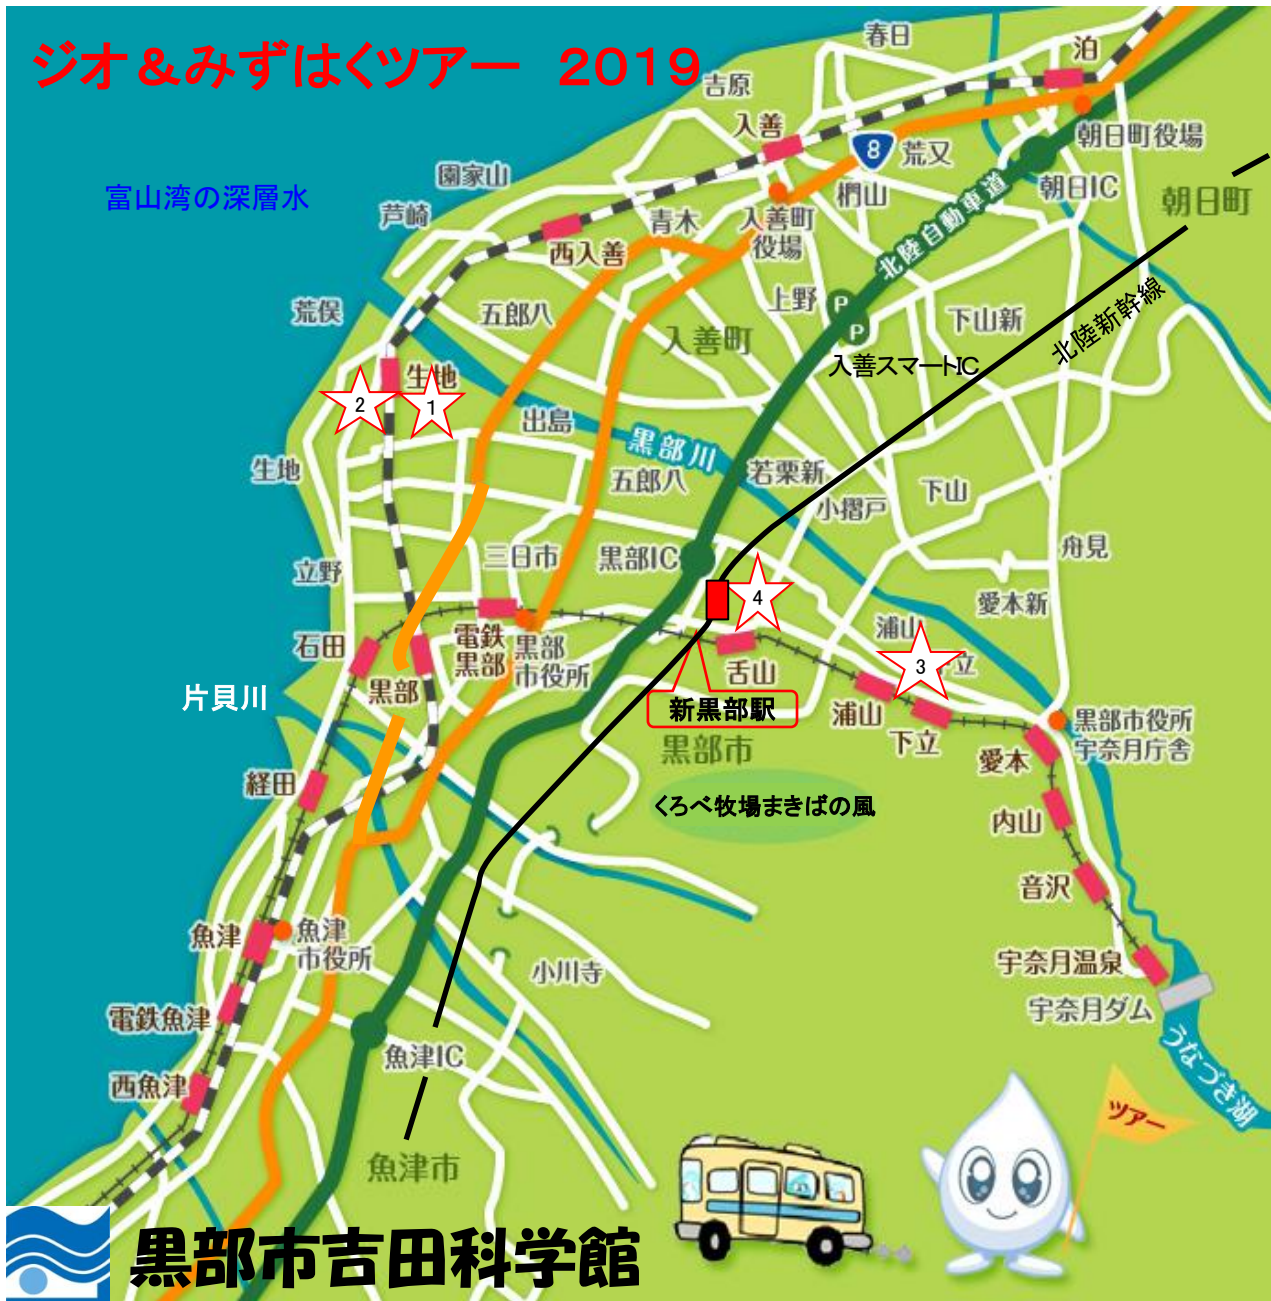 ジオ＆みずはくツアー　２０１９
春日
泊
吉原
入善
8
荒又
朝日町役場
園家山
富山湾の深層水
芦崎
青木
入善町
役場
椚山
朝日IC
朝日町
西入善
北陸自動車道
荒俣
五郎八
上野
P
P
下山新
北陸新幹線
入善町
入善スマートIC
生地
2
1
出島
黒部川
生地
五郎八
若栗新
下山
小摺戸
立野
三日市
黒部IC
舟見
4
愛本新
石田
電鉄
黒部
黒部
市役所
浦山
3
立
片貝川
黒部
舌山
新黒部駅
浦山
下立
黒部市役所
宇奈月庁舎
黒部市
愛本
経田
くろべ牧場まきばの風
内山
音沢
魚津
魚津
市役所
小川寺
宇奈月温泉
宇奈月ダム
電鉄魚津
魚津IC
うなづき湖
西魚津
ツアー
魚津市
黒部市吉田科学館